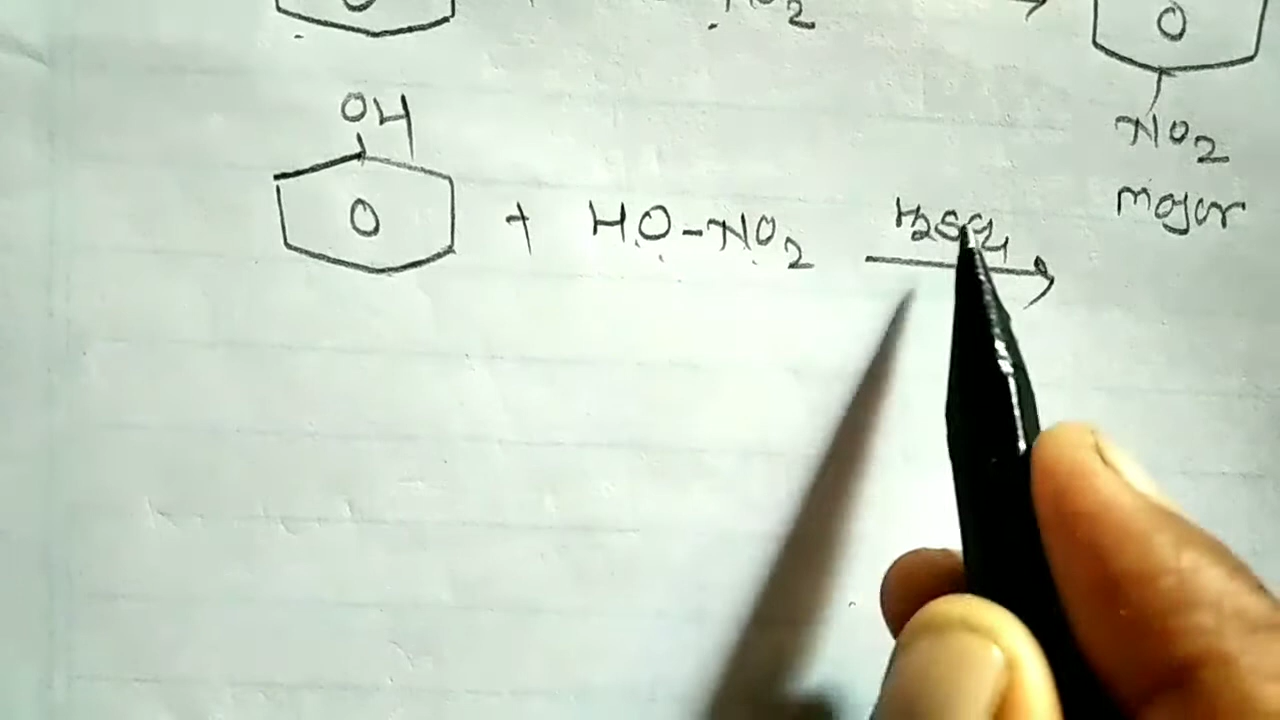 NO2
O
NO2
major
OH
O + HO-NO2 H2SO4 →